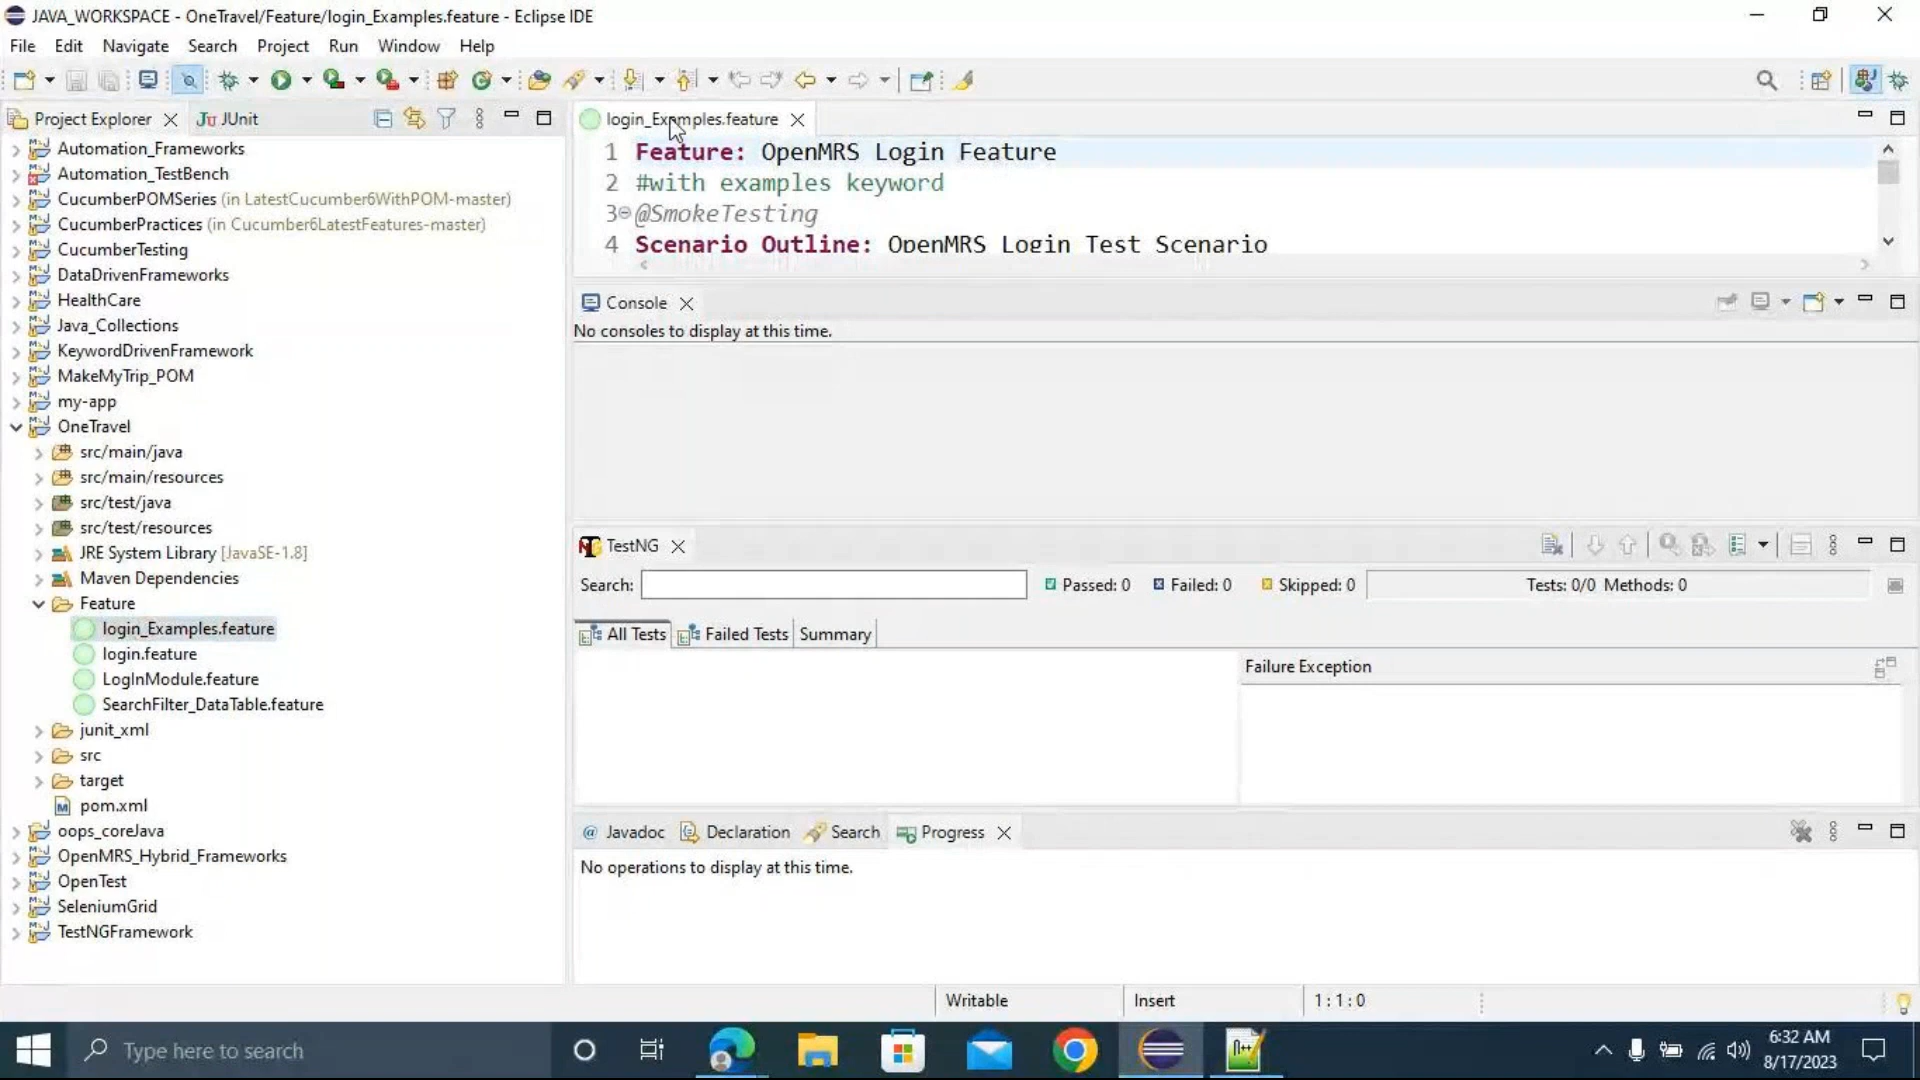 JAVA_WORKSPACE - OneTravel/Feature/login_Examples.feature - Eclipse IDE
File Edit Navigate Search Project Run Window Help
Project Explorer JUnit
Automation_Frameworks
Automation_TestBench
CucumberPOMSeries (in LatestCucumber6WithPOM-master)
CucumberPractices (in Cucumber6LatestFeatures-master)
CucumberTesting
DataDrivenFrameworks
HealthCare
Java_Collections
KeywordDrivenFramework
MakeMyTrip_POM
my-app
OneTravel
src/main/java
src/main/resources
src/test/java
src/test/resources
JRE System Library [JavaSE-1.8]
Maven Dependencies
Feature
login_Examples.feature
login.feature
LogInModule.feature
SearchFilter_DataTable.feature
junit_xml
src
target
pom.xml
oops_coreJava
OpenMRS_Hybrid_Frameworks
OpenTest
SeleniumGrid
TestNGFramework
login_Examples.feature
1 Feature: OpenMRS Login Feature
2 #with examples keyword
3 @SmokeTesting
4 Scenario Outline: OpenMRS Login Test Scenario
Console
No consoles to display at this time.
TestNG
Search: Passed: 0 Failed: 0 Skipped: 0 Tests: 0/0 Methods: 0
All Tests Failed Tests Summary
Failure Exception
@ Javadoc Declaration Search Progress
No operations to display at this time.
Writable Insert 1:1:0
Type here to search
6:32 AM
8/17/2023